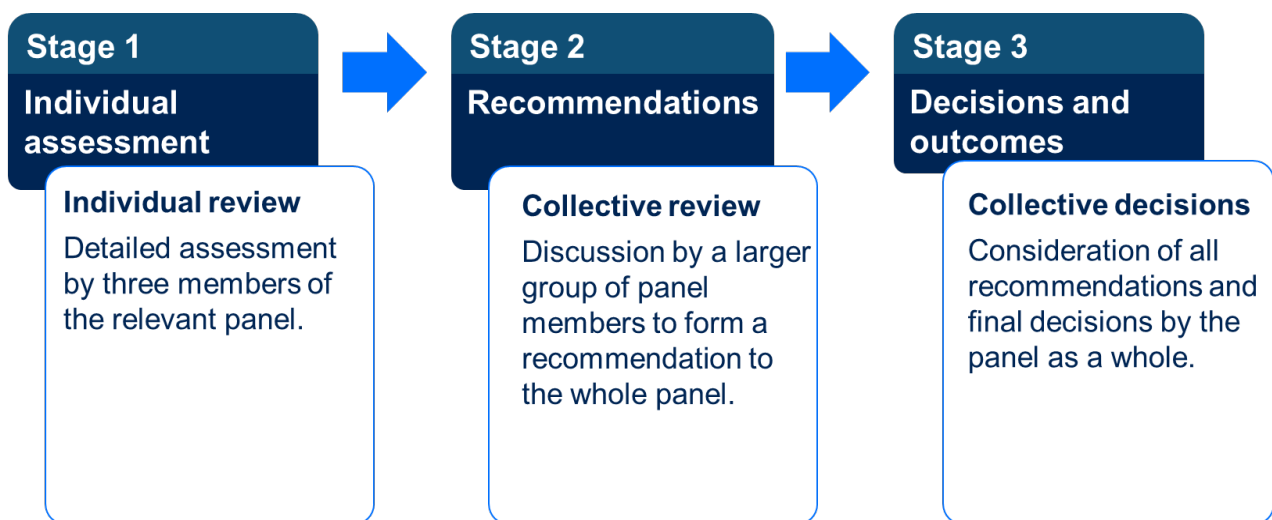 Stage 1
Individual
assessment
Individual review
Detailed assessment
by three members of
the relevant panel.
Stage 2
Recommendations
Collective review
Discussion by a larger
group of panel
members to form a
recommendation to
the whole panel.
Stage 3
Decisions and
outcomes
Collective decisions
Consideration of all
recommendations and
final decisions by the
panel as a whole.